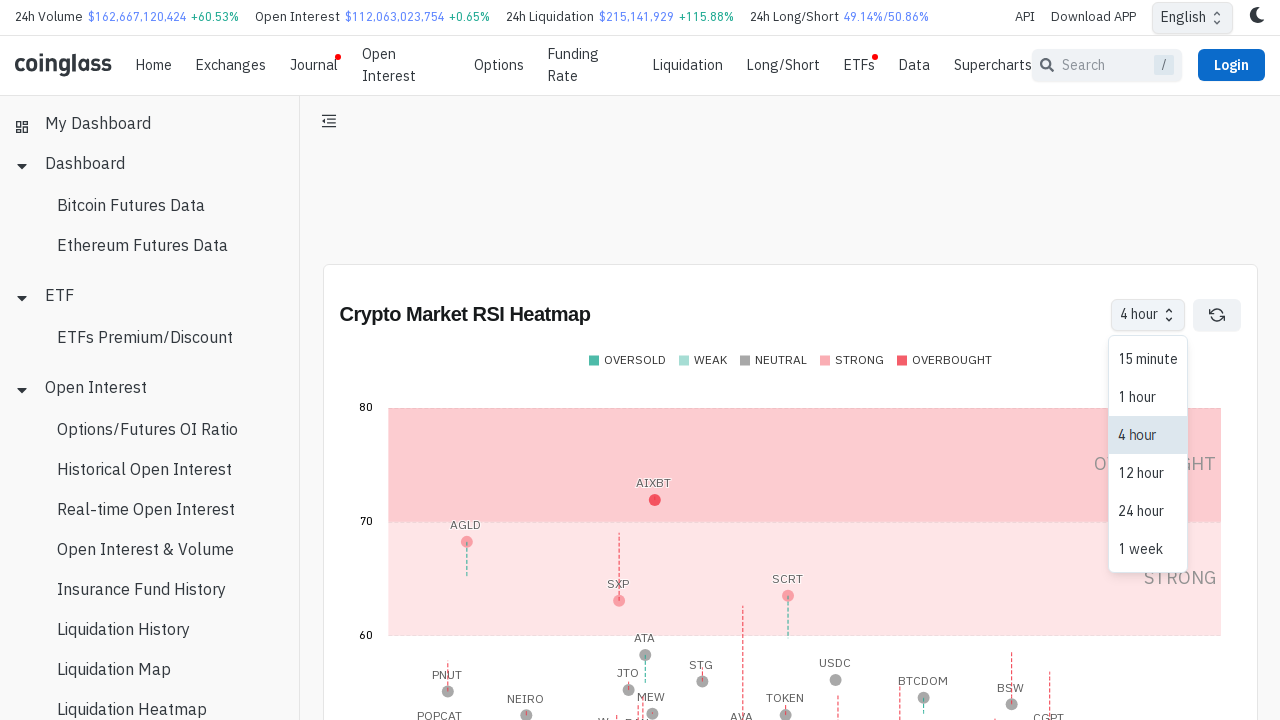 24h Volume $162,667,120,424 +60.53% Open Interest $112,063,023,754 +0.65% 24h Liquidation $215,141,929 +115.88% 24h Long/Short 49.14%/50.86% API Download APP English
coinglass Home Exchanges Journal Open Interest Options Funding Rate Liquidation Long/Short ETFs Data Supercharts Search / Login
My Dashboard
Dashboard
Bitcoin Futures Data
Ethereum Futures Data
ETF
ETFs Premium/Discount
Open Interest
Options/Futures OI Ratio
Historical Open Interest
Real-time Open Interest
Open Interest & Volume
Insurance Fund History
Liquidation History
Liquidation Map
Liquidation Heatmap
Crypto Market RSI Heatmap
4 hour
15 minute
1 hour
4 hour
12 hour
24 hour
1 week
OVERSOLD WEAK NEUTRAL STRONG OVERBOUGHT
80
AIXBT
70
AGLD
STRONG
SXP
SCRT
60
ATA
STG
USDC
PNUT
JTO
BTCDOM
BSW
NEIRO
MEW
TOKEN
POPCAT
AVA
CGPT